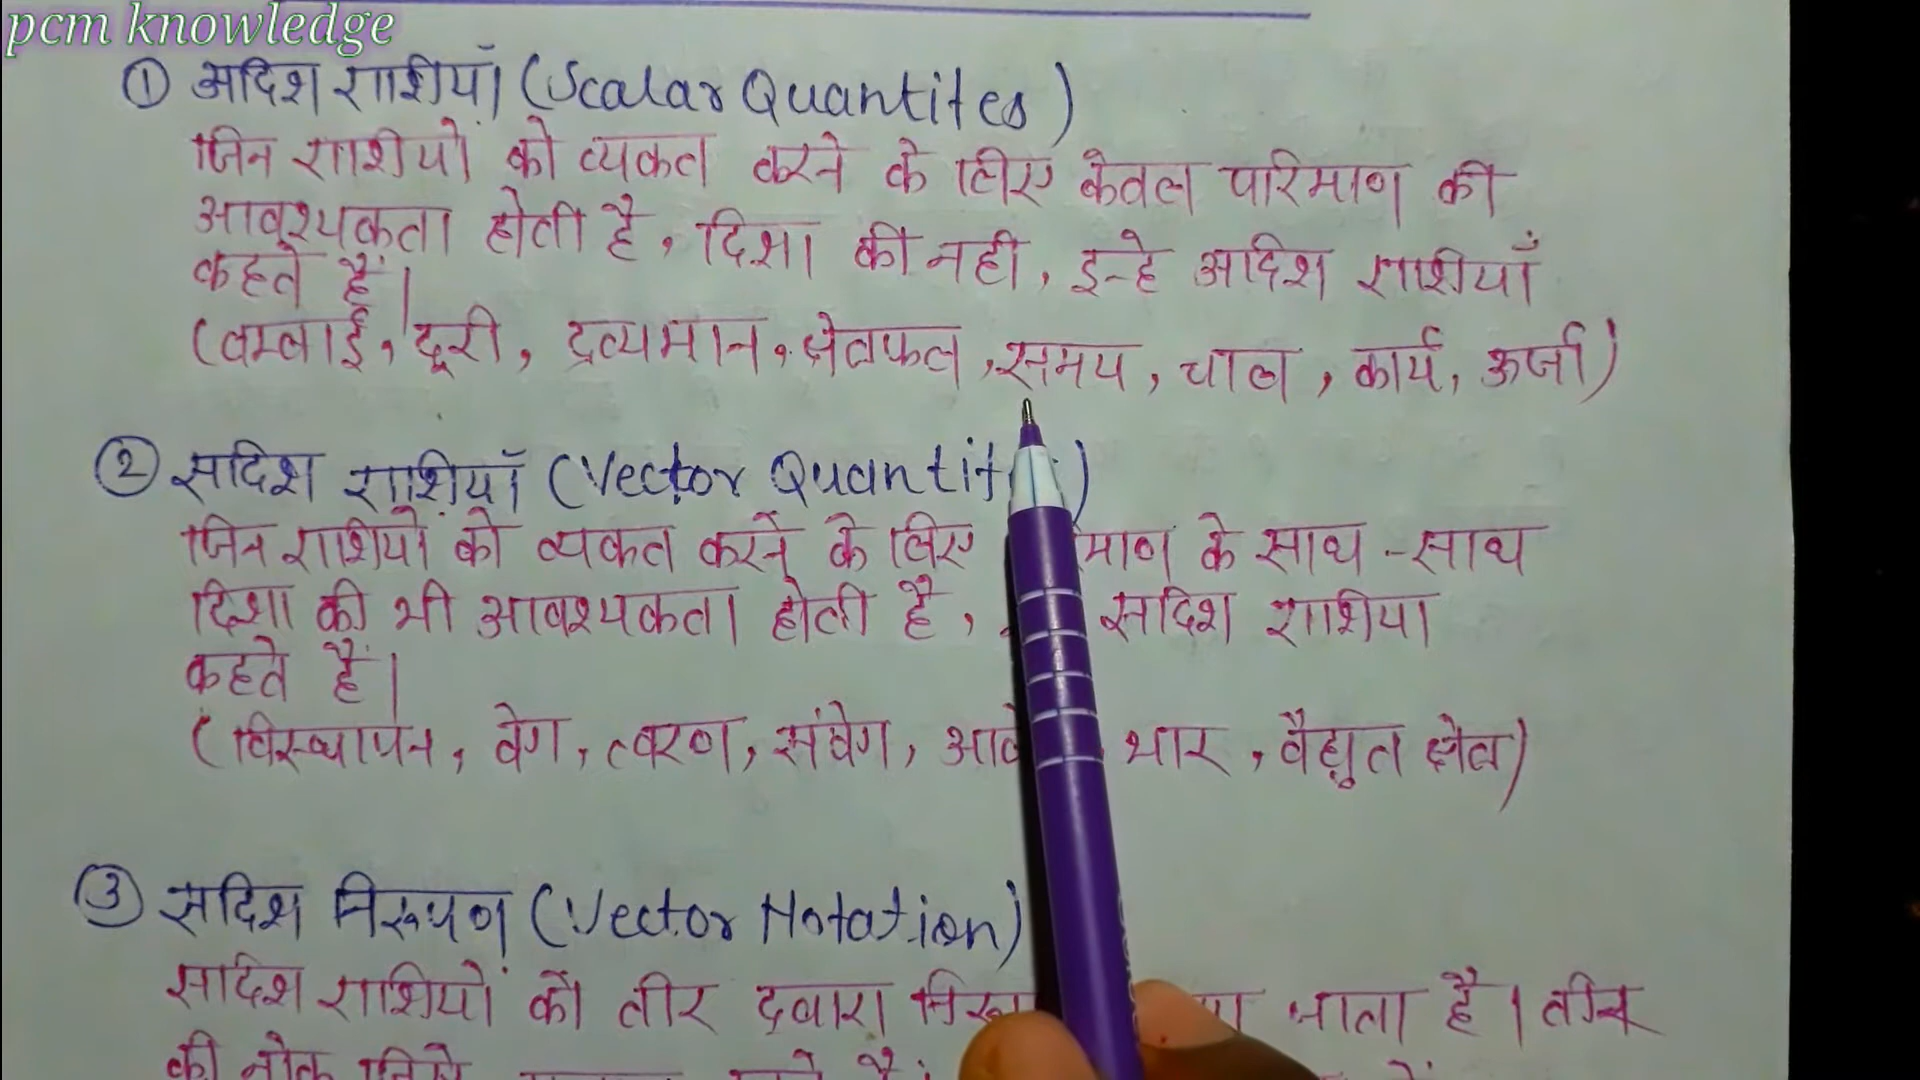 pcm knowledge
① अदिश राशियाँ (Scalar Quantites)
जिन राशियों को व्यकत करने के लिए केवल परिमाण की
आवश्यकता होती है, दिशा की नही, इन्हे अदिश राशियाँ
कहते हैं।
(लम्बाई, दूरी, द्रव्यमान, क्षेत्रफल, समय, चाल, कार्य, ऊर्जा)
② सदिश राशियाँ (Vector Quantit )
जिन राशियों को व्यकत करने के लिए माण के साथ-साथ
दिशा की भी आवश्यकता होती है, सदिश राशिया
कहते हैं।
(विस्थापन, वेग, त्वरण, संवेग, भार, वैद्युत क्षेत्र)
③ सदिश निरूपण (Vector Notation)
सदिश राशियों को तीर द्वारा जाता है। तीर
की नोक